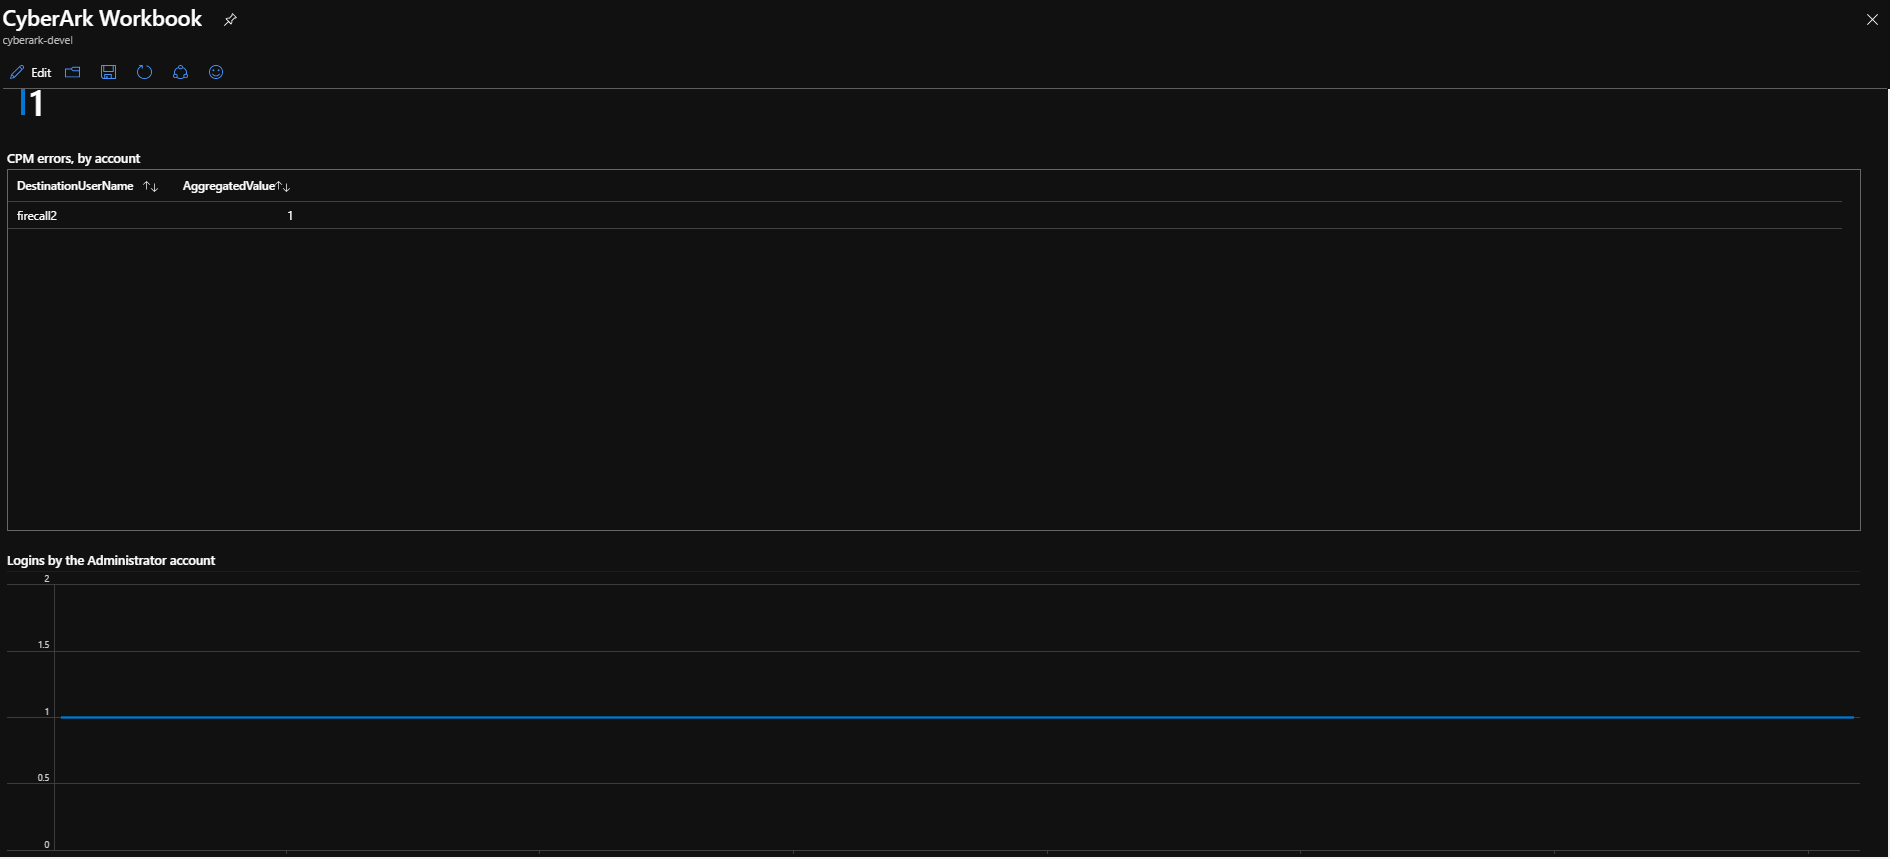 CyberArk Workbook
cyberark-devel
Edit
1
CPM errors, by account
DestinationUserName AggregatedValue
firecall2 1
Logins by the Administrator account
2
1.5
1
0.5
0